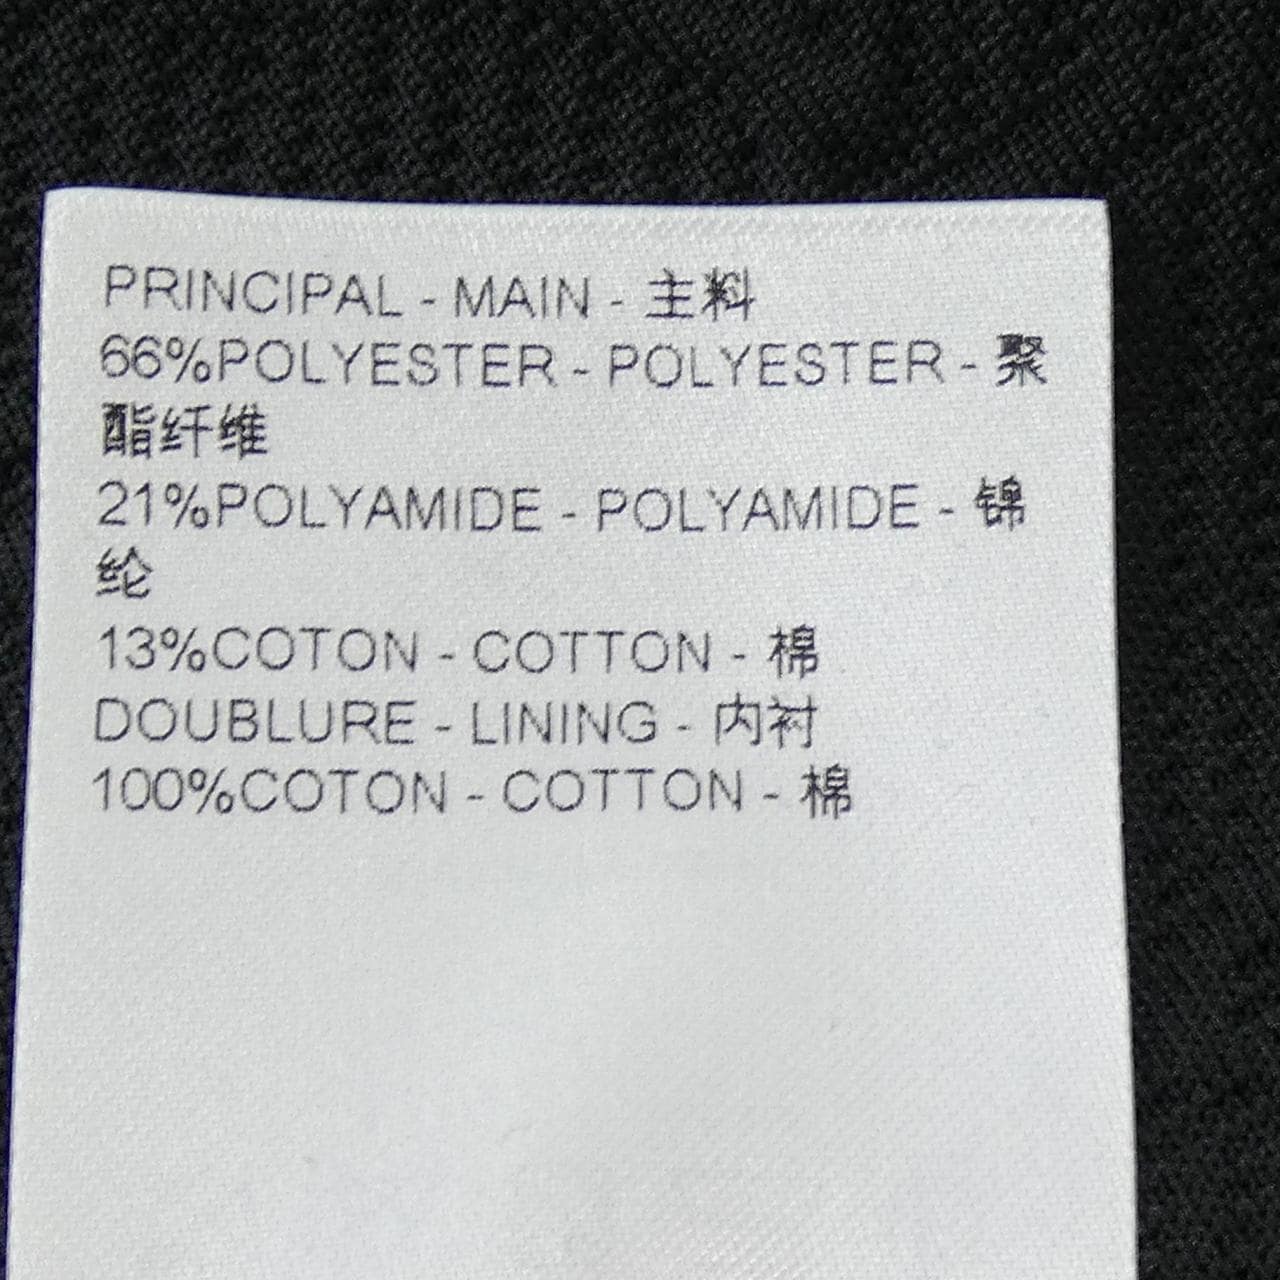 PRINCIPAL - MAIN - 主料
66%POLYESTER - POLYESTER - 聚
酯纤维
21%POLYAMIDE - POLYAMIDE - 锦
纶
13%COTON - COTTON - 棉
DOUBLURE - LINING - 内衬
100%COTON - COTTON - 棉